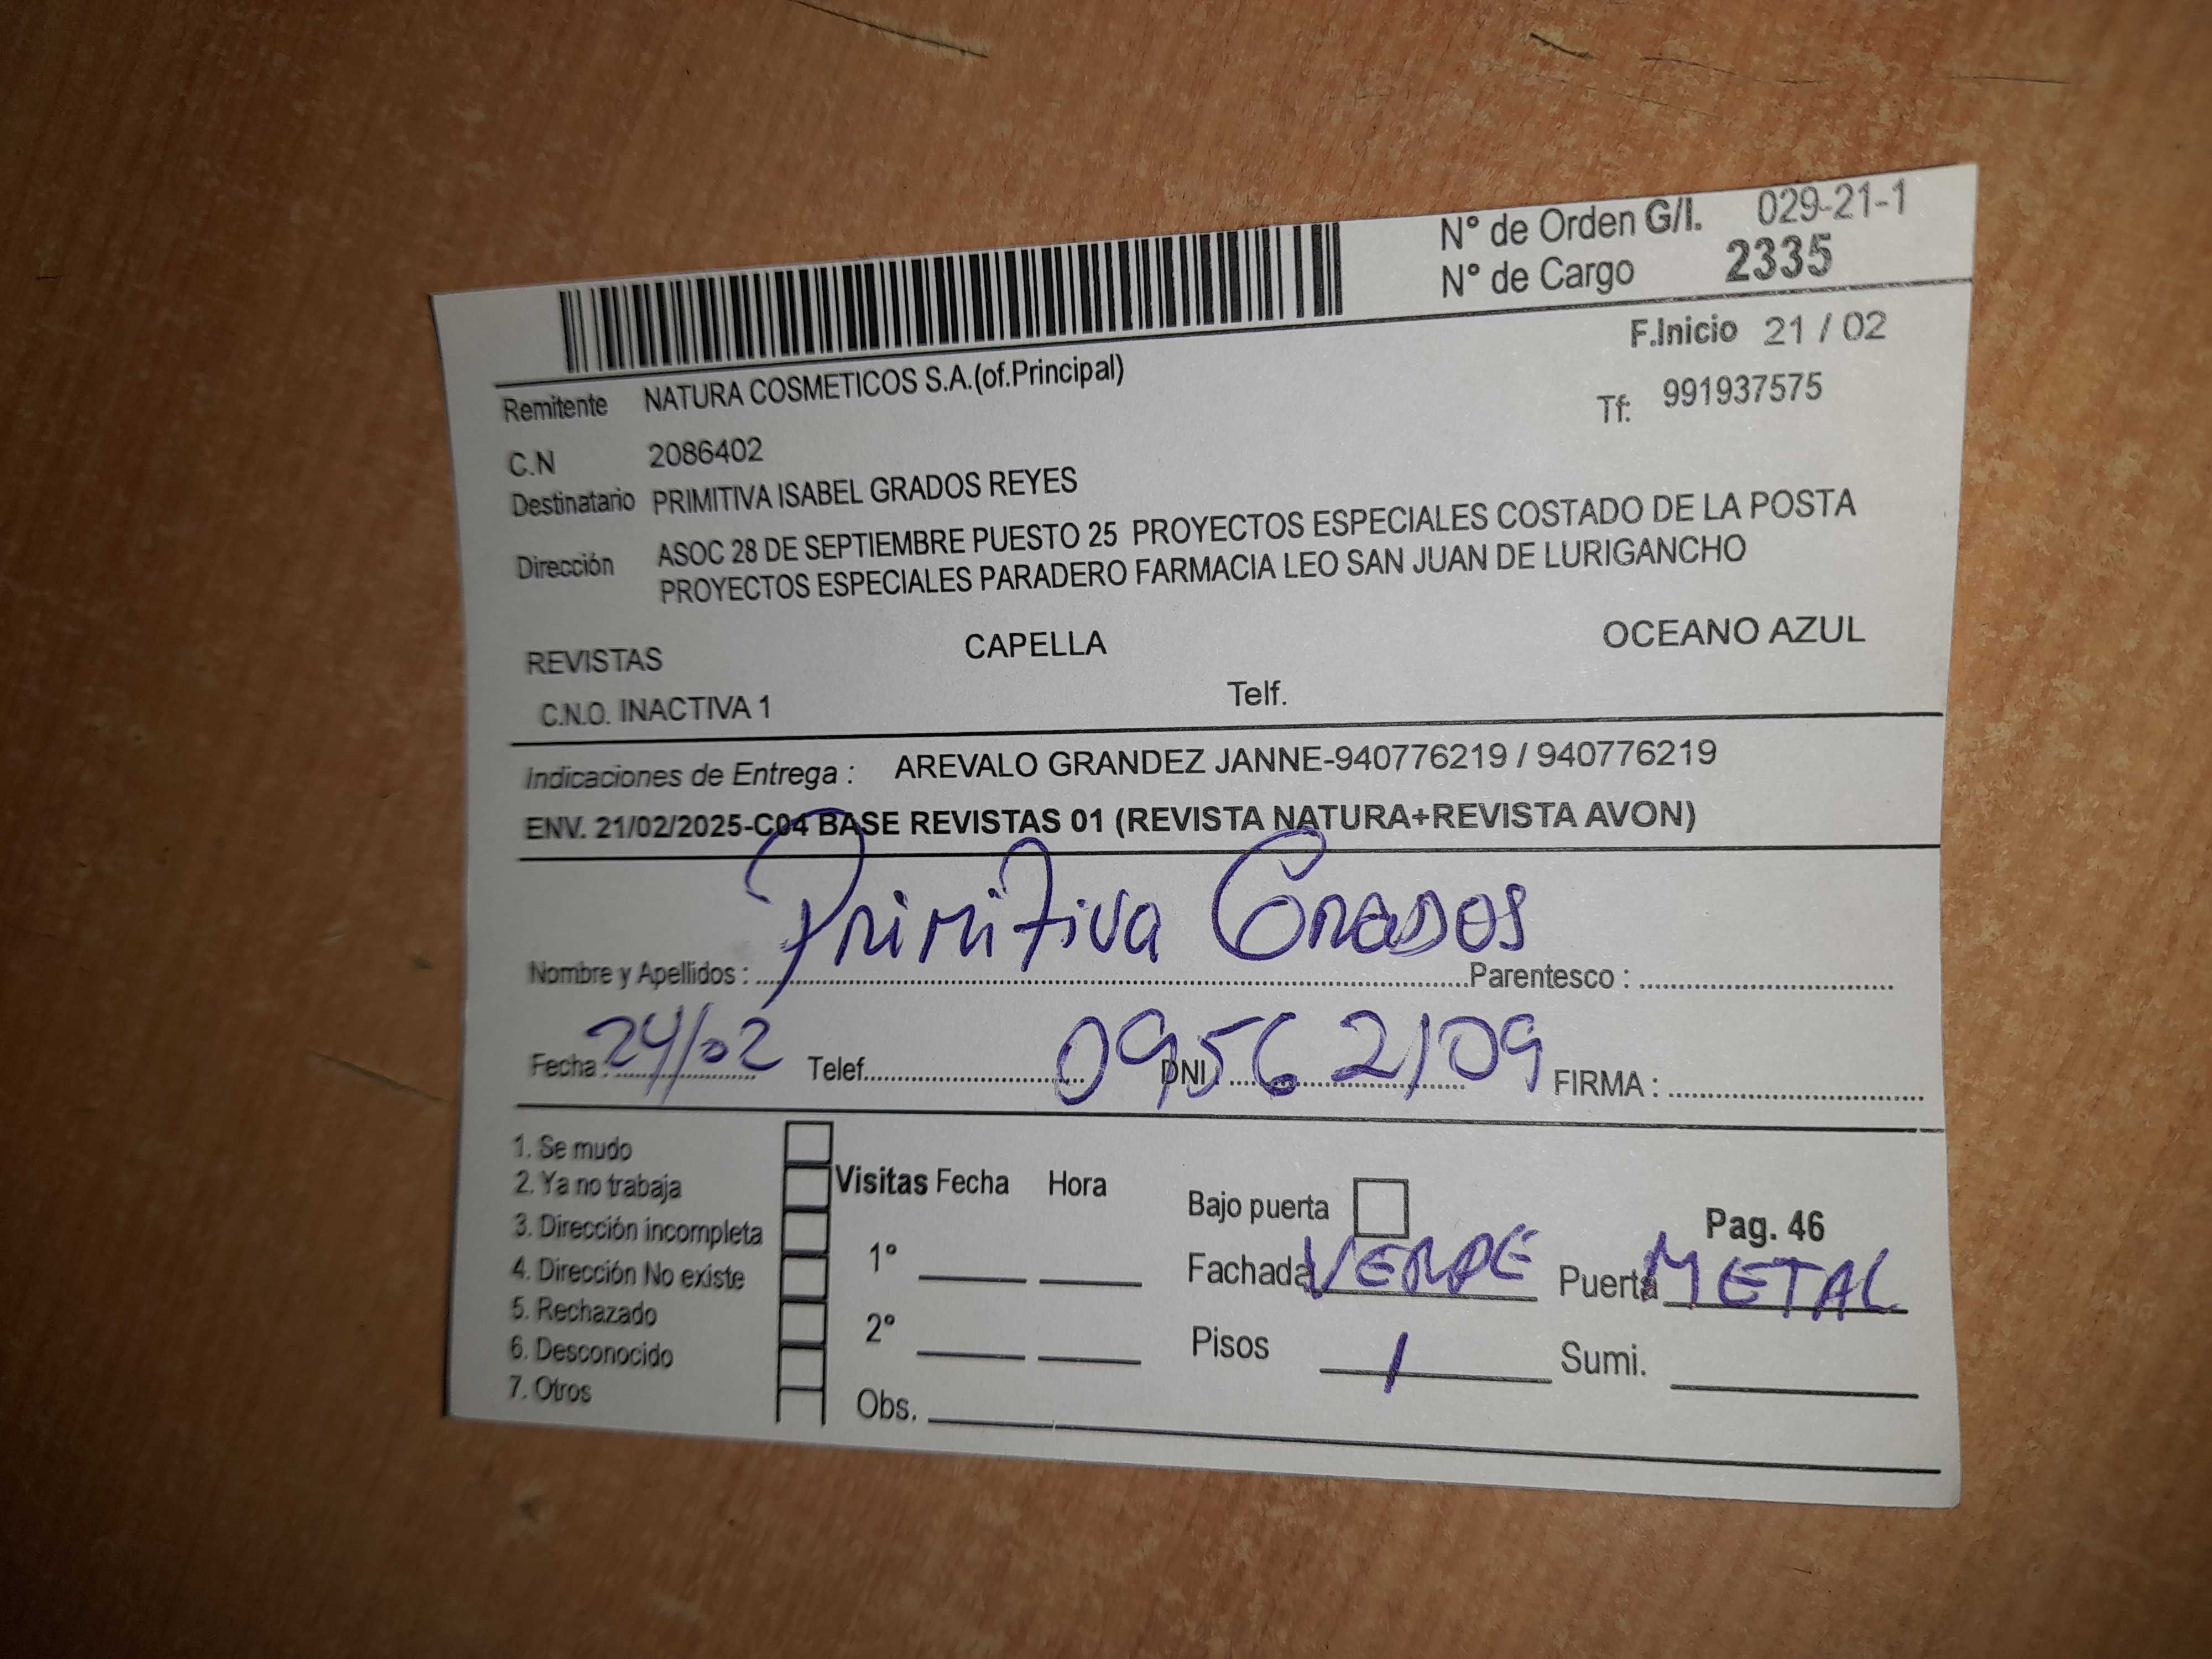 N° de Orden G/I. 029-21-1
N° de Cargo 2335
F.Inicio 21 / 02
Remitente NATURA COSMETICOS S.A.(of.Principal)
Tf: 991937575
C.N 2086402
Destinatario PRIMITIVA ISABEL GRADOS REYES
Dirección ASOC 28 DE SEPTIEMBRE PUESTO 25 PROYECTOS ESPECIALES COSTADO DE LA POSTA
PROYECTOS ESPECIALES PARADERO FARMACIA LEO SAN JUAN DE LURIGANCHO
REVISTAS CAPELLA OCEANO AZUL
C.N.O. INACTIVA 1 Telf.
Indicaciones de Entrega : AREVALO GRANDEZ JANNE-940776219 / 940776219
ENV. 21/02/2025-C04 BASE REVISTAS 01 (REVISTA NATURA+REVISTA AVON)
Nombre y Apellidos : Primitiva Grados Parentesco :
Fecha : 24/02 Telef. DNI 09562109 FIRMA :
1. Se mudo
2. Ya no trabaja
3. Dirección incompleta
4. Dirección No existe
5. Rechazado
6. Desconocido
7. Otros
Visitas Fecha Hora
1°
2°
Obs.
Bajo puerta
Pag. 46
Fachada VERDE Puerta METAL
Pisos 1 Sumi.